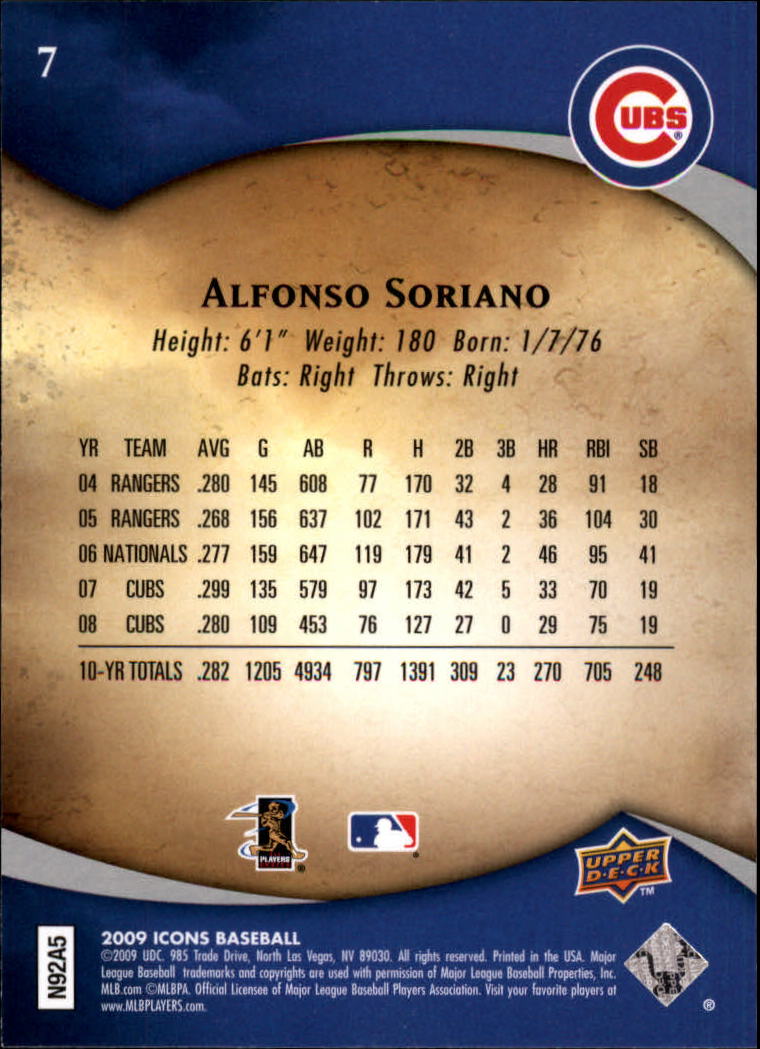 7
CUBS
®
ALFONSO SORIANO
Height: 6'1" Weight: 180 Born: 1/7/76
Bats: Right Throws: Right
YR TEAM AVG G AB R H 2B 3B HR RBI SB
04 RANGERS .280 145 608 77 170 32 4 28 91 18
05 RANGERS .268 156 637 102 171 43 2 36 104 30
06 NATIONALS .277 159 647 119 179 41 2 46 95 41
07 CUBS .299 135 579 97 173 42 5 33 70 19
08 CUBS .280 109 453 76 127 27 0 29 75 19
10-YR TOTALS .282 1205 4934 797 1391 309 23 270 705 248
PLAYERS
®
®
UPPER
D·E·C·K
TM
N92A5
2009 ICONS BASEBALL
©2009 UDC. 985 Trade Drive, North Las Vegas, NV 89030. All rights reserved. Printed in the USA. Major
League Baseball trademarks and copyrights are used with permission of Major League Baseball Properties, Inc.
MLB.com ©MLBPA. Official Licensee of Major League Baseball Players Association. Visit your favorite players at
www.MLBPLAYERS.com.
®